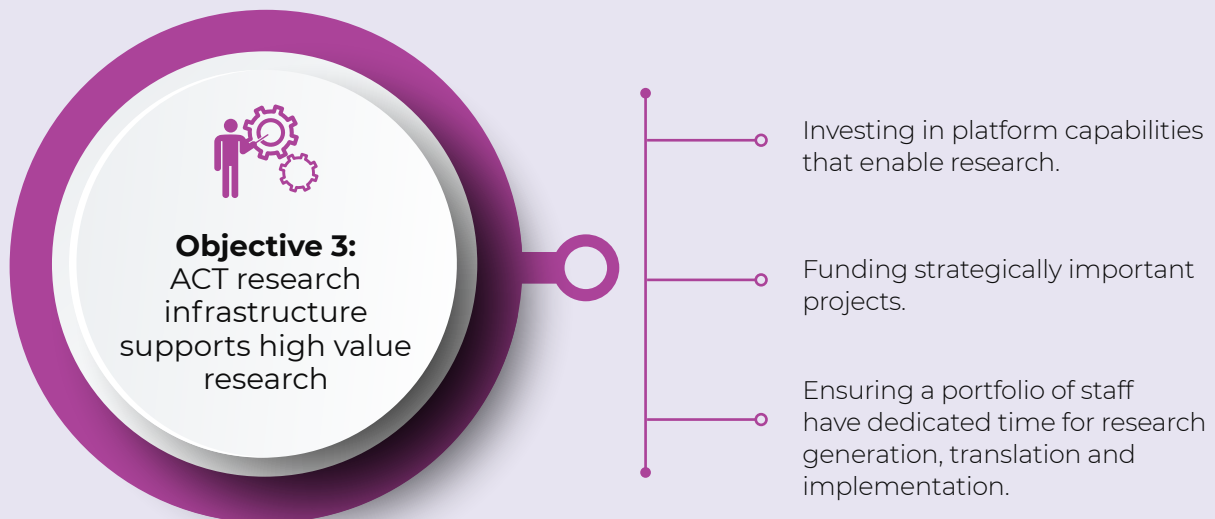 Objective 3:
ACT research
infrastructure
supports high value
research
Investing in platform capabilities
that enable research.
Funding strategically important
projects.
Ensuring a portfolio of staff
have dedicated time for research
generation, translation and
implementation.